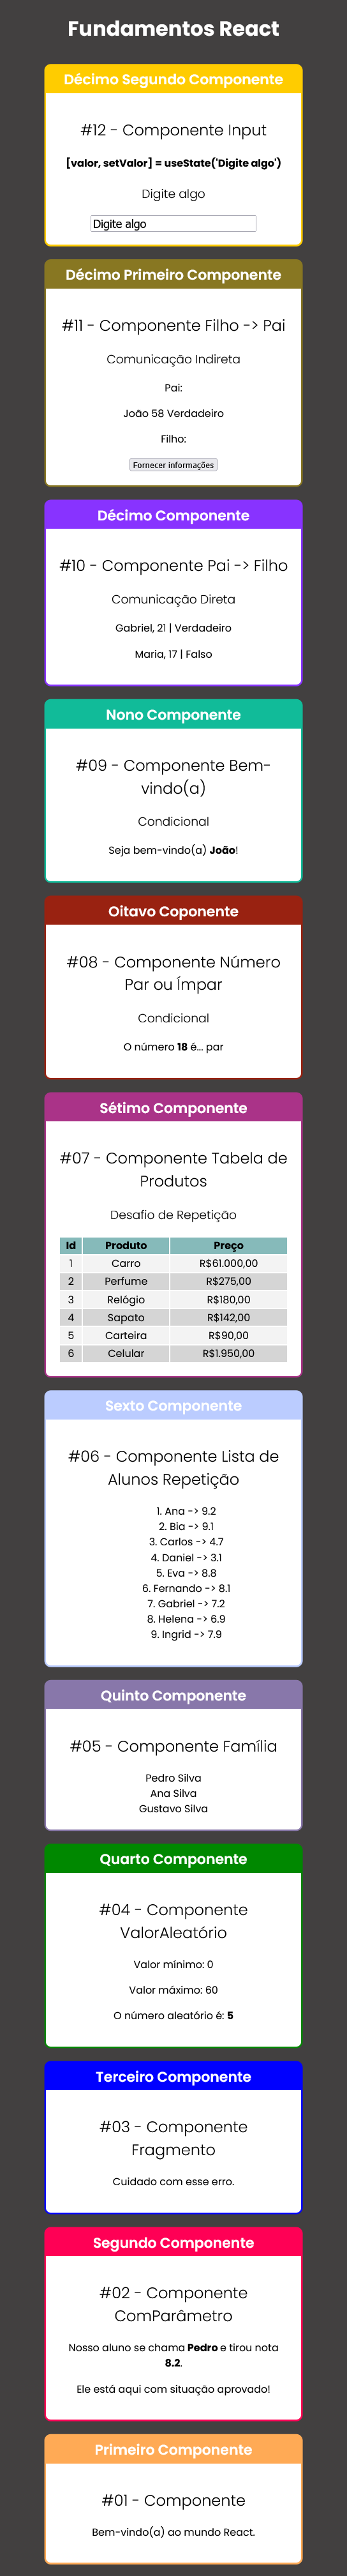 Fundamentos React
Décimo Segundo Componente
#12 - Componente Input
[valor, setValor] = useState('Digite algo')
Digite algo
Digite algo
Décimo Primeiro Componente
#11 - Componente Filho -> Pai
Comunicação Indireta
Pai:
João 58 Verdadeiro
Filho:
Fornecer informações
Décimo Componente
#10 - Componente Pai -> Filho
Comunicação Direta
Gabriel, 21 | Verdadeiro
Maria, 17 | Falso
Nono Componente
#09 - Componente Bem-
vindo(a)
Condicional
Seja bem-vindo(a) João!
Oitavo Coponente
#08 - Componente Número
Par ou Ímpar
Condicional
O número 18 é... par
Sétimo Componente
#07 - Componente Tabela de
Produtos
Desafio de Repetição
Id Produto Preço
1 Carro R$61.000,00
2 Perfume R$275,00
3 Relógio R$180,00
4 Sapato R$142,00
5 Carteira R$90,00
6 Celular R$1.950,00
Sexto Componente
#06 - Componente Lista de
Alunos Repetição
1. Ana -> 9.2
2. Bia -> 9.1
3. Carlos -> 4.7
4. Daniel -> 3.1
5. Eva -> 8.8
6. Fernando -> 8.1
7. Gabriel -> 7.2
8. Helena -> 6.9
9. Ingrid -> 7.9
Quinto Componente
#05 - Componente Família
Pedro Silva
Ana Silva
Gustavo Silva
Quarto Componente
#04 - Componente
ValorAleatório
Valor mínimo: 0
Valor máximo: 60
O número aleatório é: 5
Terceiro Componente
#03 - Componente
Fragmento
Cuidado com esse erro.
Segundo Componente
#02 - Componente
ComParâmetro
Nosso aluno se chama Pedro e tirou nota
8.2.
Ele está aqui com situação aprovado!
Primeiro Componente
#01 - Componente
Bem-vindo(a) ao mundo React.